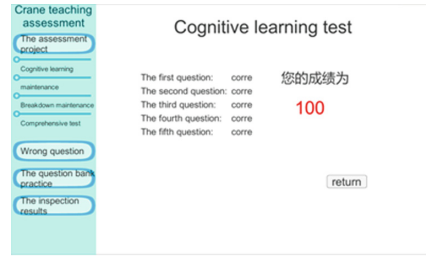 Crane teaching
assessment
The assessment
project
Cognitive learning
maintenance
Breakdown maintenance
Comprehensive test
Wrong question
The question bank
practice
The inspection
results
Cognitive learning test
The first question: corre
The second question: corre
The third question: corre
The fourth question: corre
The fifth question: corre
您的成绩为
100
return